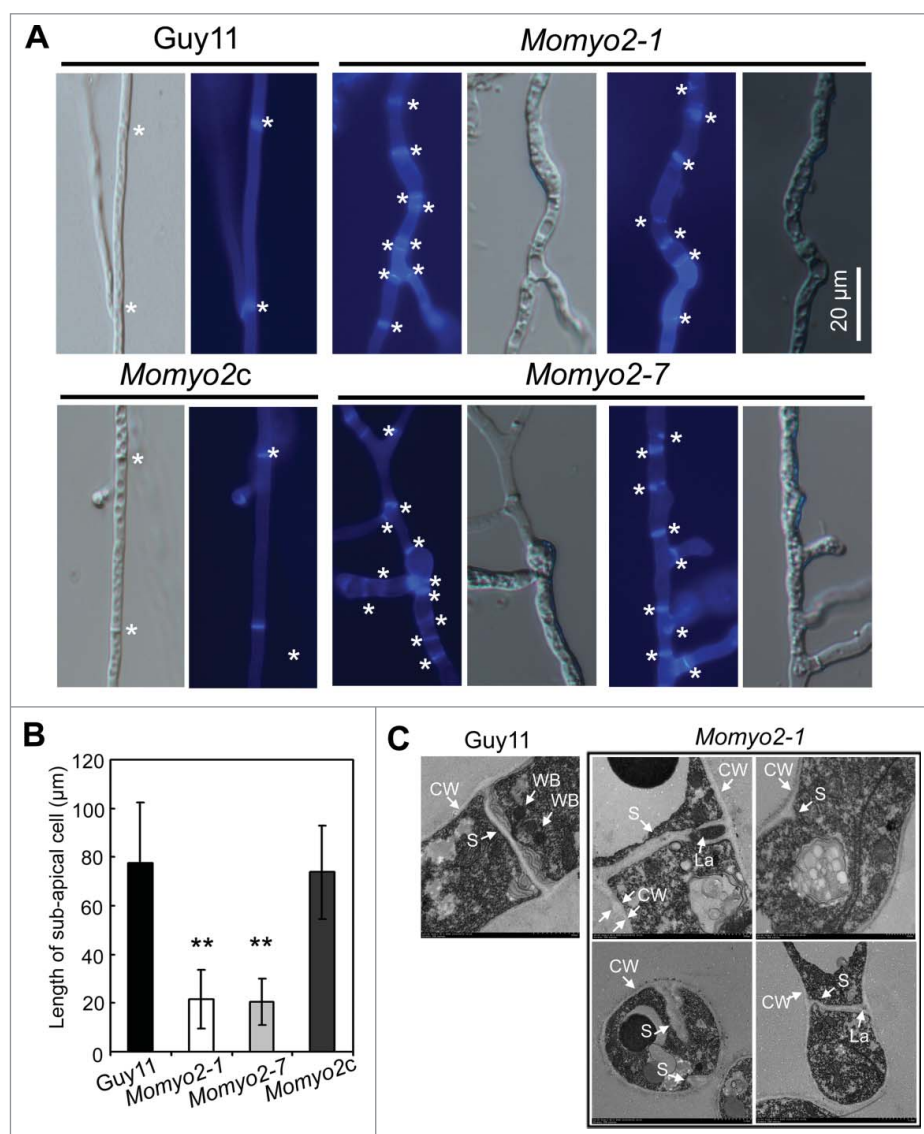 A
Guy11
Momyo2-1
* * * * * * * * * * * * * * * * * *
20 µm
Momyo2c
Momyo2-7
* * * * * * * * * * * * * * * * * * * * *
B
Length of sub-apical cell (µm)
120
100
80
60
40
20
0
** **
Guy11
Momyo2-1
Momyo2-7
Momyo2c
C
Guy11
Momyo2-1
CW
WB
WB
S
CW
S
La
CW
S
CW
S
S
S
CW
La